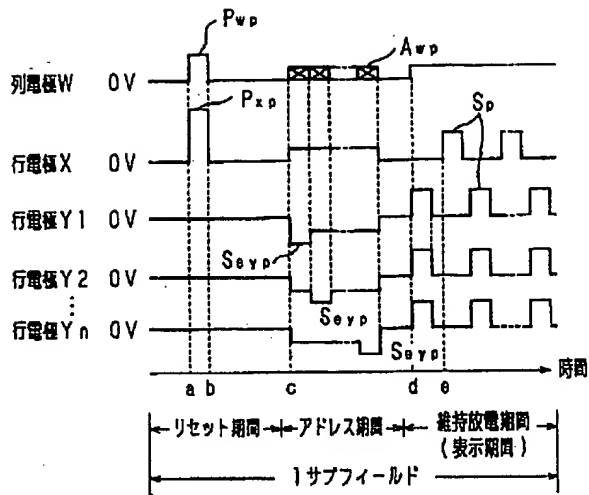 Pwp
Awp
列電極W 0V
Pxp
Sp
行電極X 0V
行電極Y1 0V
Seyp
行電極Y2 0V
Seyp
⋮
行電極Yn 0V
Seyp
時間
a b c d e
リセット期間 アドレス期間 維持放電期間
(表示期間)
1サブフィールド